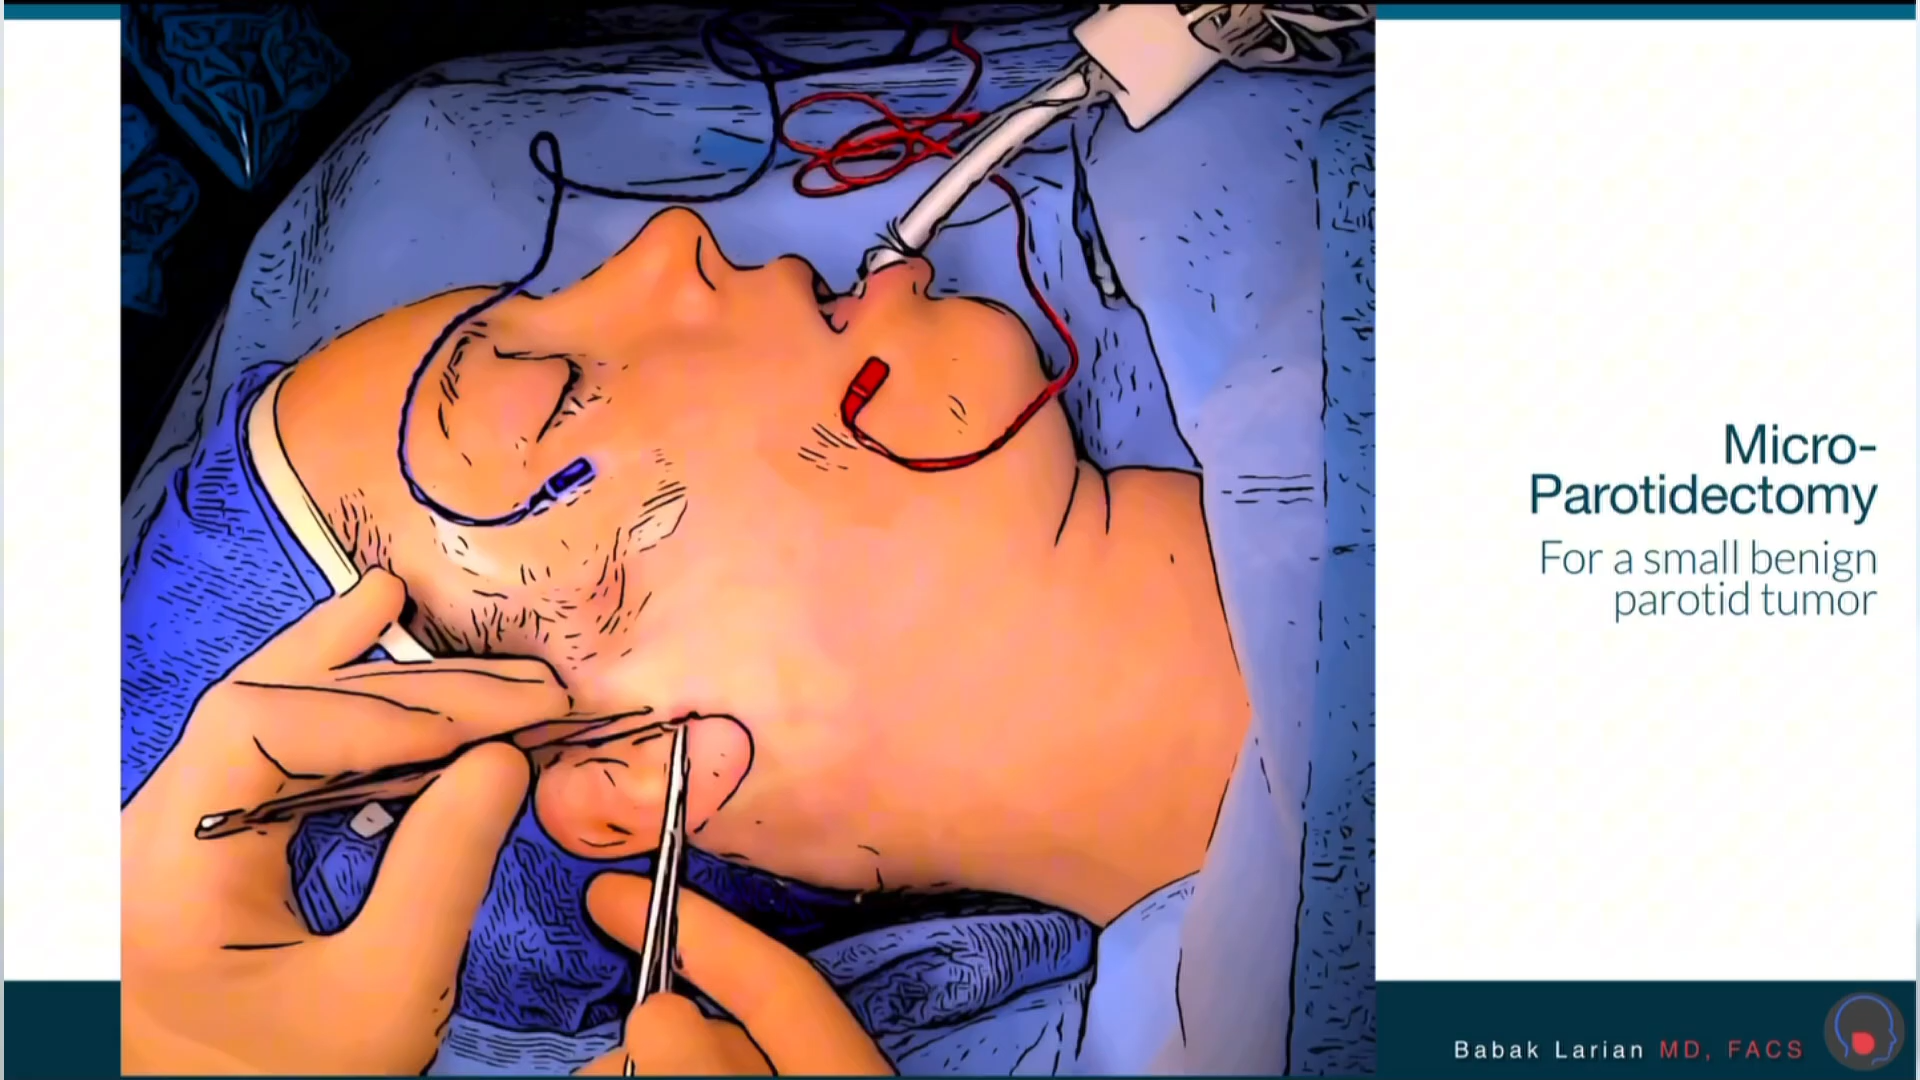 Micro-
Parotidectomy
For a small benign
parotid tumor
Babak Larian MD, FACS